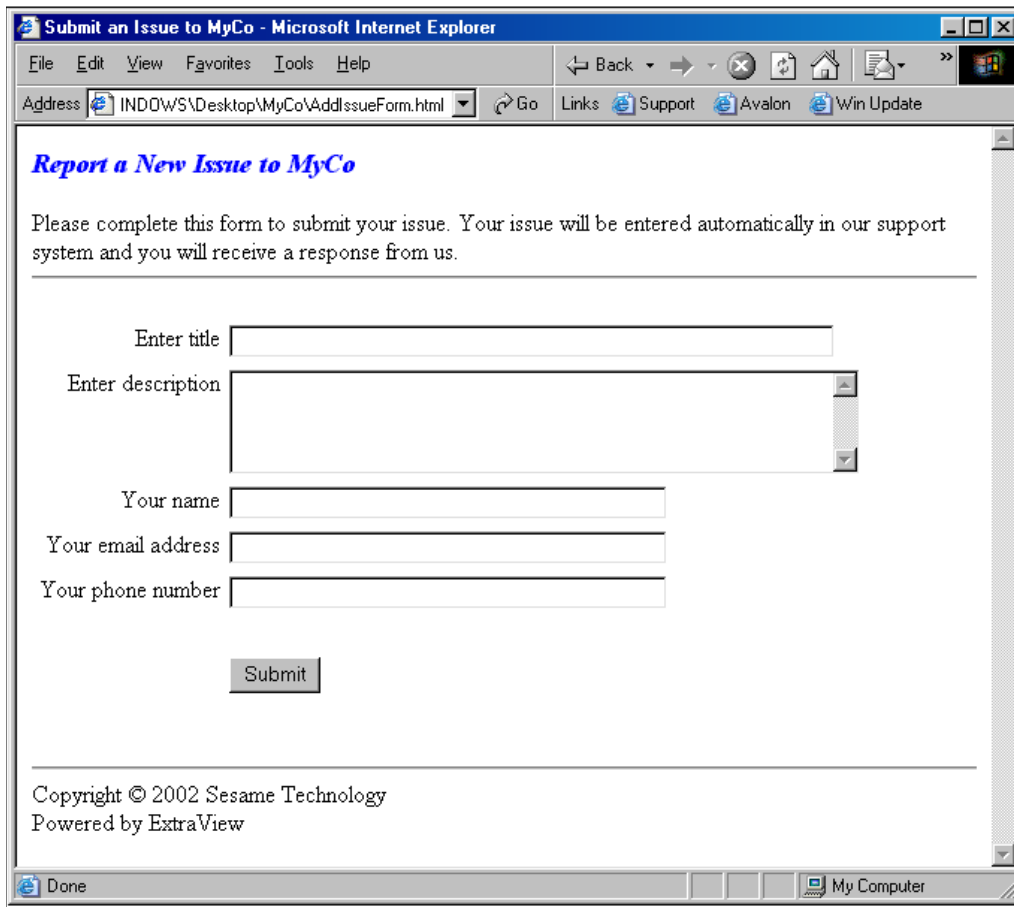 Submit an Issue to MyCo - Microsoft Internet Explorer
File Edit View Favorites Tools Help
Back
»
Address INDOWS\Desktop\MyCo\AddIssueForm.html Go Links Support Avalon Win Update
Report a New Issue to MyCo
Please complete this form to submit your issue. Your issue will be entered automatically in our support
system and you will receive a response from us.
Enter title
Enter description
Your name
Your email address
Your phone number
Submit
Copyright © 2002 Sesame Technology
Powered by ExtraView
Done
My Computer